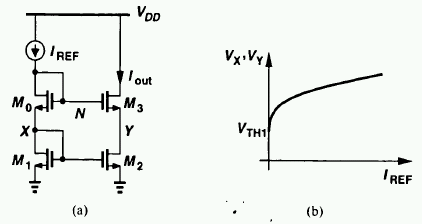 V_DD
I_REF
I_out
M_0
N
M_3
X
Y
M_1
M_2
(a)
V_X, V_Y
V_TH1
I_REF
(b)